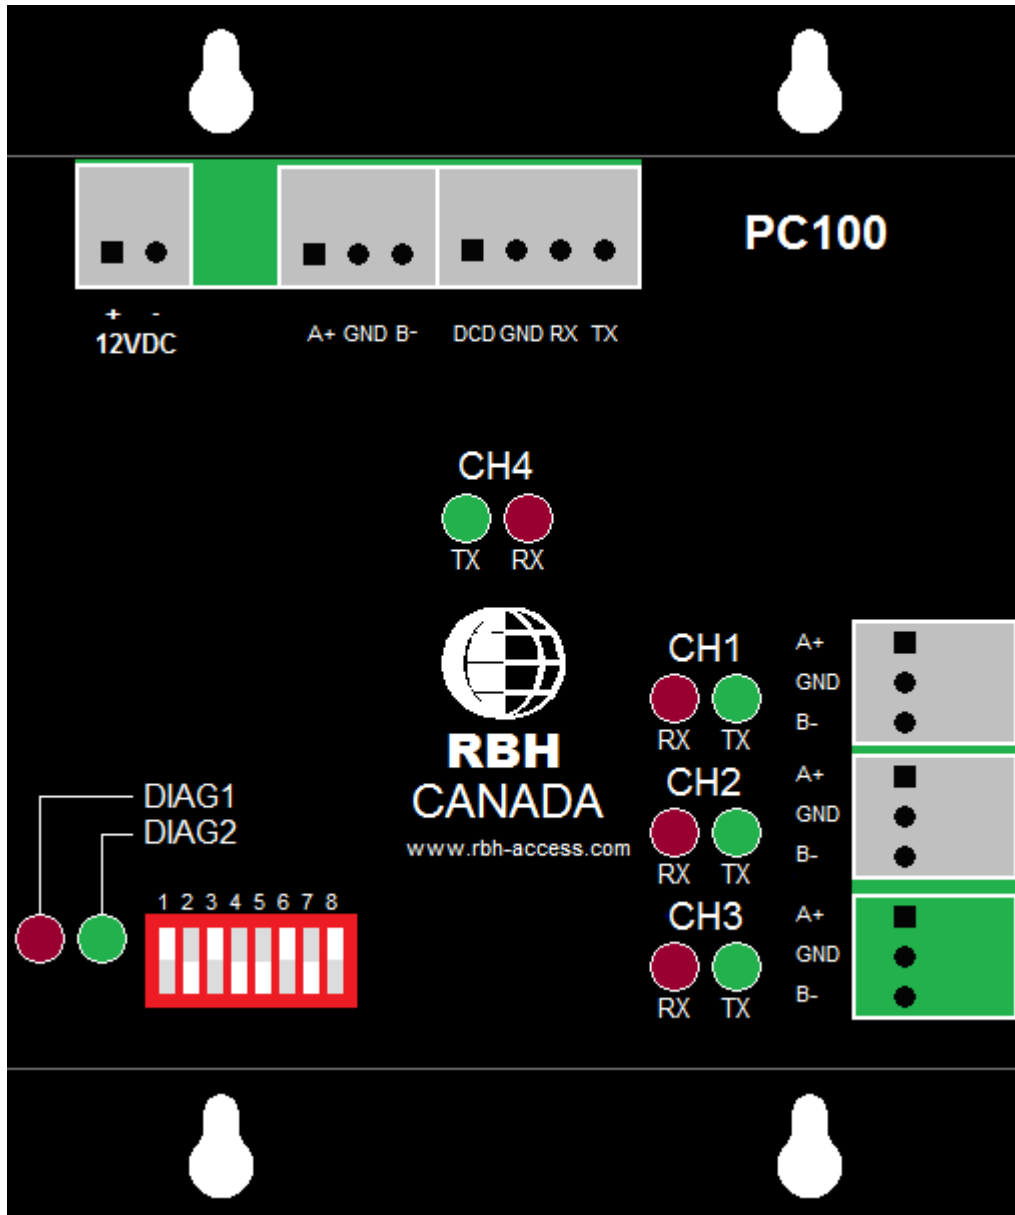 PC100
+ -
12VDC
A+ GND B-
DCD GND RX TX
CH4
TX RX
RBH
CANADA
www.rbh-access.com
CH1
RX TX
A+
GND
B-
CH2
RX TX
A+
GND
B-
CH3
RX TX
A+
GND
B-
DIAG1
DIAG2
1 2 3 4 5 6 7 8